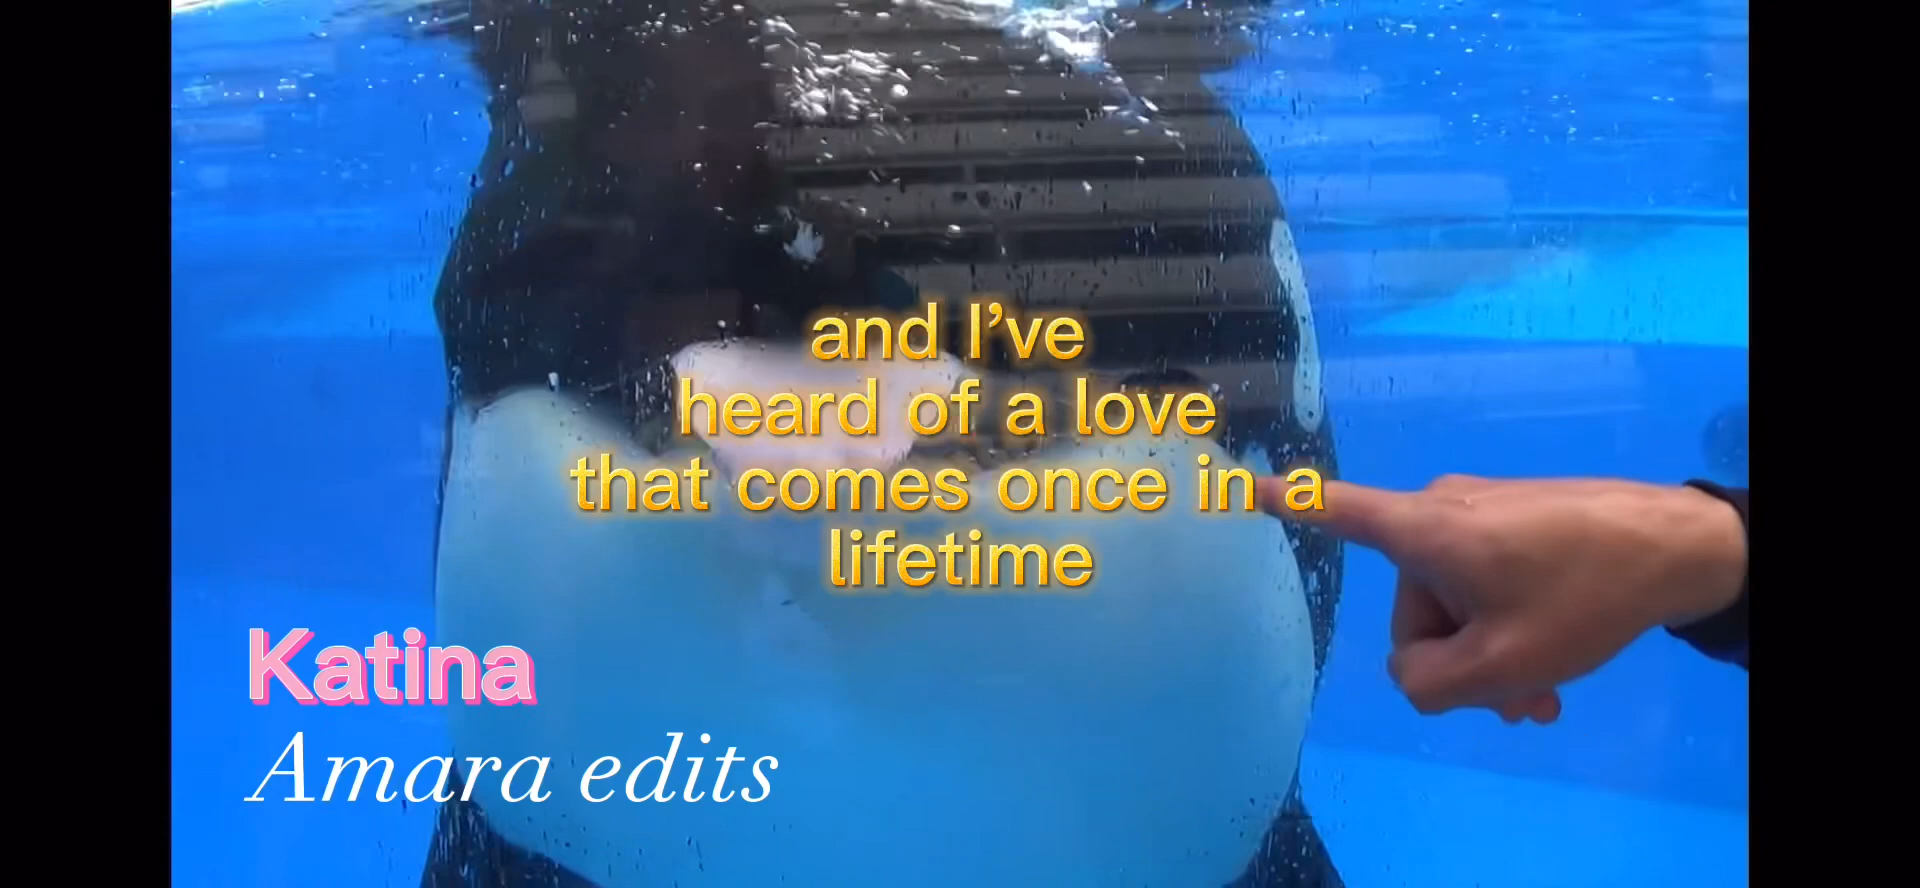 and I’ve
heard of a love
that comes once in a
lifetime
Katina
Amara edits